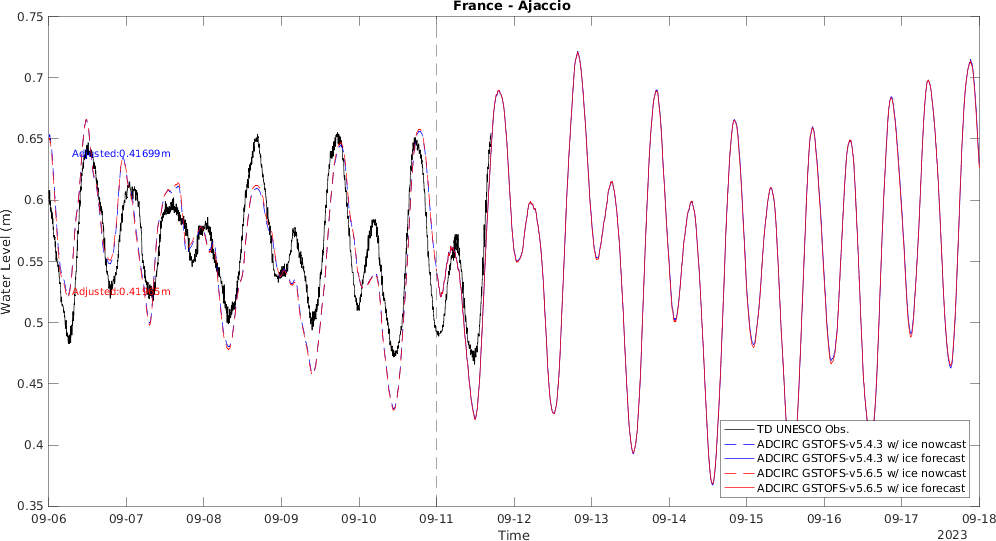 France - Ajaccio
0.75
0.7
0.65
0.6
0.55
0.5
0.45
0.4
0.35
Water Level (m)
Adjusted:0.41699m
TD UNESCO Obs.
ADCIRC GSTOFS-v5.4.3 w/ ice nowcast
ADCIRC GSTOFS-v5.4.3 w/ ice forecast
ADCIRC GSTOFS-v5.6.5 w/ ice nowcast
ADCIRC GSTOFS-v5.6.5 w/ ice forecast
09-06 09-07 09-08 09-09 09-10 09-11 09-12 09-13 09-14 09-15 09-16 09-17 09-18
Time
2023